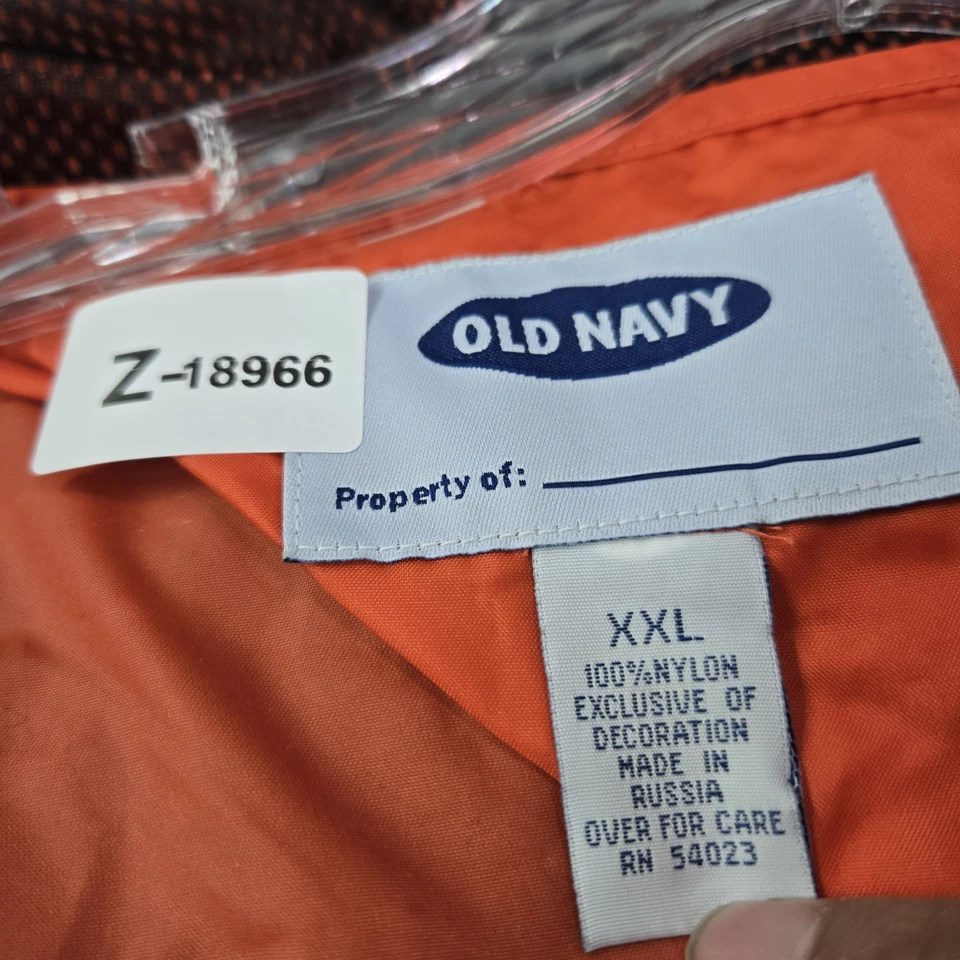 Z-18966
OLD NAVY
Property of:
XXL
100%NYLON
EXCLUSIVE OF
DECORATION
MADE IN
RUSSIA
OVER FOR CARE
RN 54023